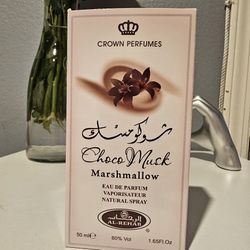 CROWN PERFUMES
شوكو مسك
Choco Musk
Marshmallow
EAU DE PARFUM
VAPORISATEUR
NATURAL SPRAY
الرحاب
AL-REHAB
50 ml e 80% Vol 1.65Fl.Oz